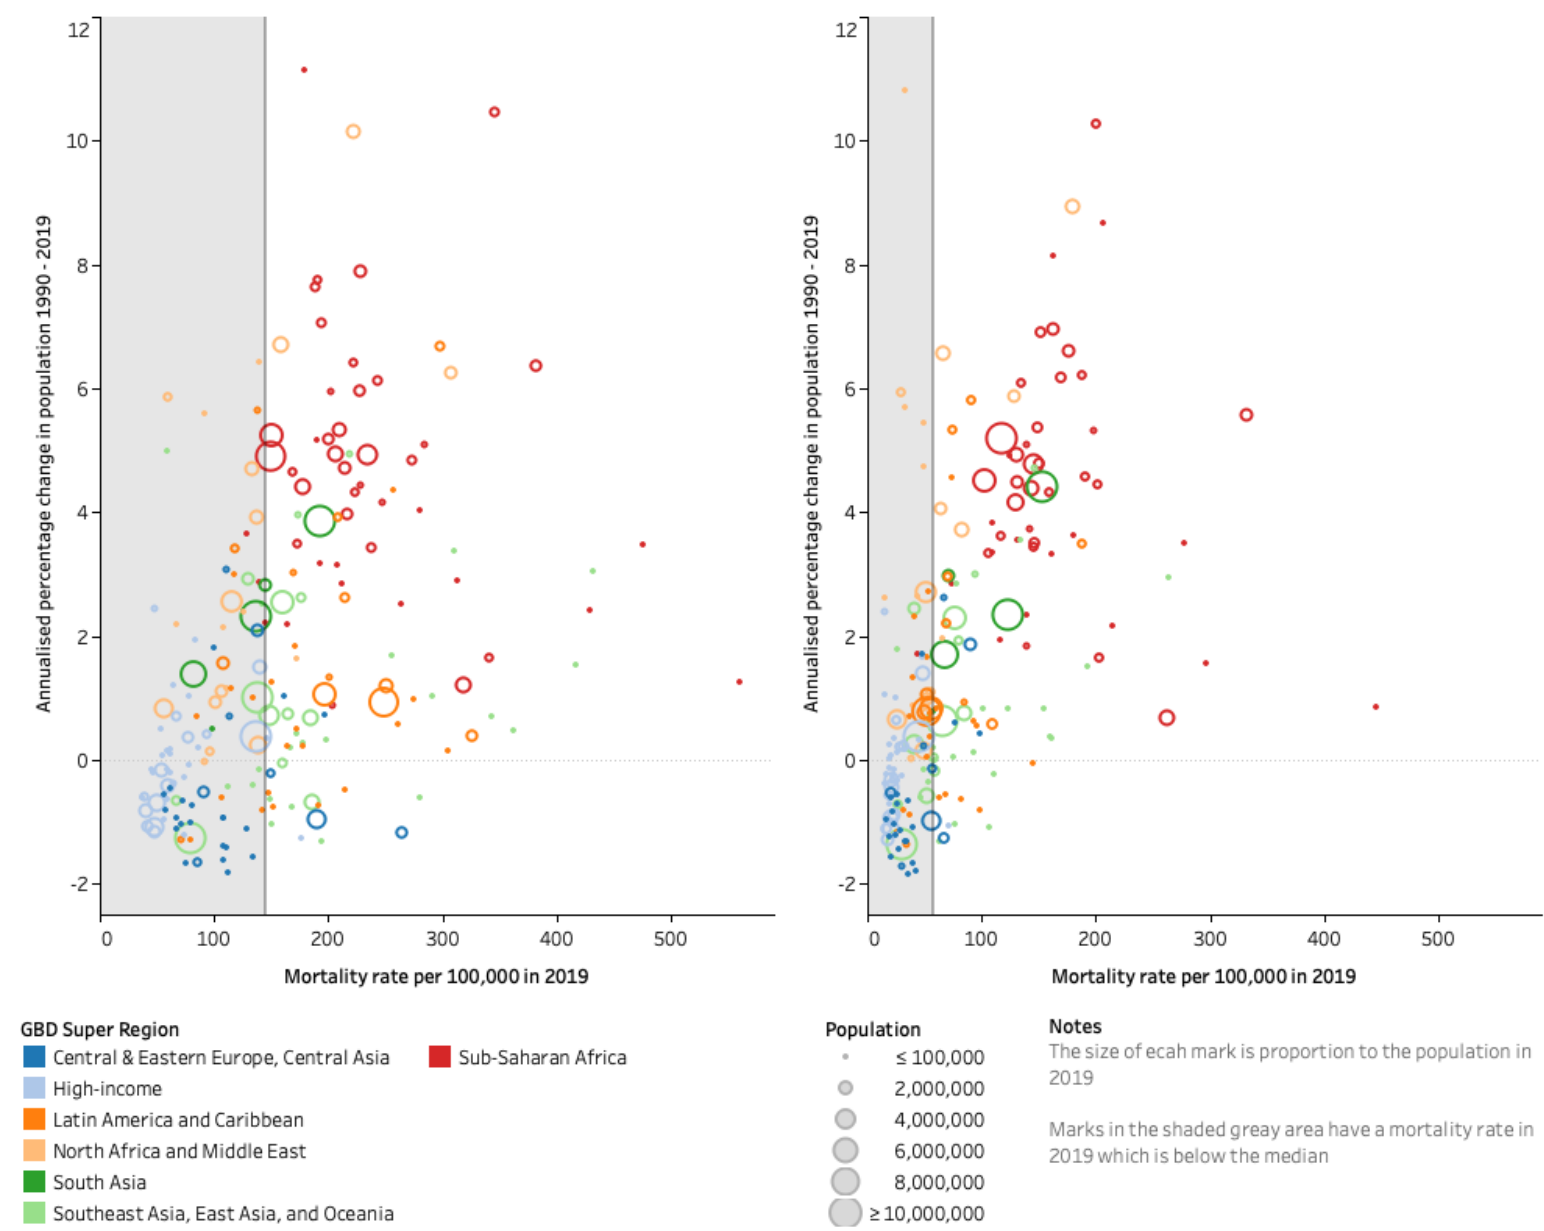 12
10
8
6
4
2
0
-2
Annualised percentage change in population 1990 - 2019
0 100 200 300 400 500
Mortality rate per 100,000 in 2019
12
10
8
6
4
2
0
-2
Annualised percentage change in population 1990 - 2019
0 100 200 300 400 500
Mortality rate per 100,000 in 2019
GBD Super Region
Central & Eastern Europe, Central Asia
High-income
Latin America and Caribbean
North Africa and Middle East
South Asia
Southeast Asia, East Asia, and Oceania
Sub-Saharan Africa
Population
≤ 100,000
2,000,000
4,000,000
6,000,000
8,000,000
≥ 10,000,000
Notes
The size of ecah mark is proportion to the population in
2019
Marks in the shaded greay area have a mortality rate in
2019 which is below the median